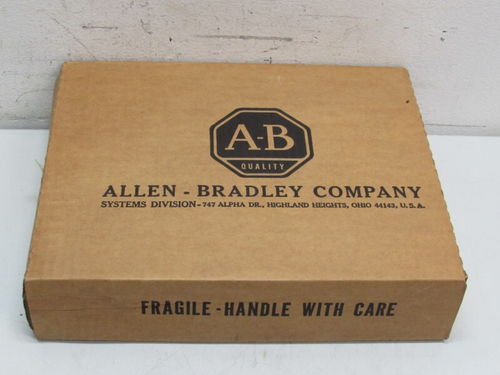 A-B
QUALITY
ALLEN - BRADLEY COMPANY
SYSTEMS DIVISION - 747 ALPHA DR., HIGHLAND HEIGHTS, OHIO 44143, U.S.A.
FRAGILE - HANDLE WITH CARE